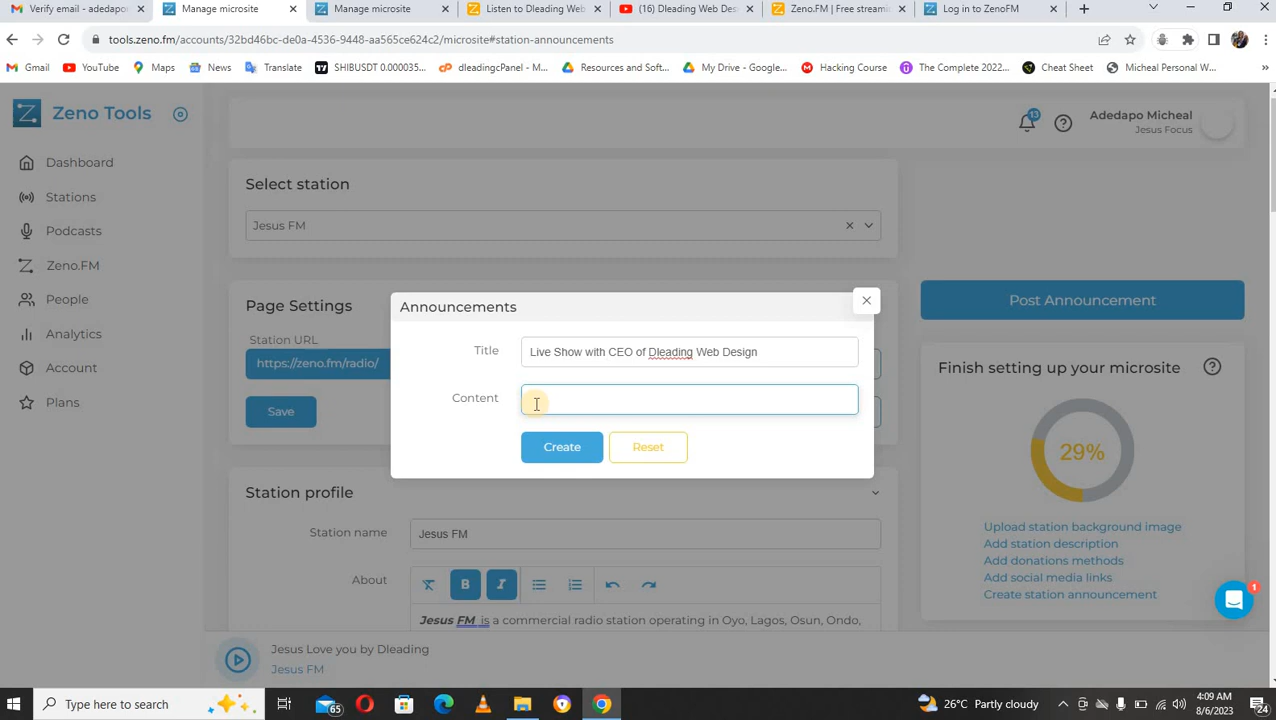 Verify email - adedapo
Manage microsite
Manage microsite
Listen to Dleading Web
(16) Dleading Web Des
Zeno.FM | Free streami
Log in to ZenoFM
tools.zeno.fm/accounts/32bd46bc-de0a-4536-9448-aa565ce624c2/microsite#station-announcements
Gmail
YouTube
Maps
News
Translate
SHIBUSDT 0.000035...
dleadingcPanel - M...
Resources and Soft...
My Drive - Google...
Hacking Course
The Complete 2022...
Cheat Sheet
Micheal Personal W...
Zeno Tools
13
Adedapo Micheal
Jesus Focus
Dashboard
Stations
Podcasts
Zeno.FM
People
Analytics
Account
Plans
Select station
Jesus FM
Page Settings
Station URL
https://zeno.fm/radio/
Save
Announcements
Title
Live Show with CEO of Dleading Web Design
Content
Create
Reset
Post Announcement
Finish setting up your microsite
29%
Upload station background image
Add station description
Add donations methods
Add social media links
Create station announcement
Station profile
Station name
Jesus FM
About
B
I
Jesus FM is a commercial radio station operating in Oyo, Lagos, Osun, Ondo,
1
Jesus Love you by Dleading
Jesus FM
Type here to search
65
26°C Partly cloudy
4:09 AM
8/6/2023
24